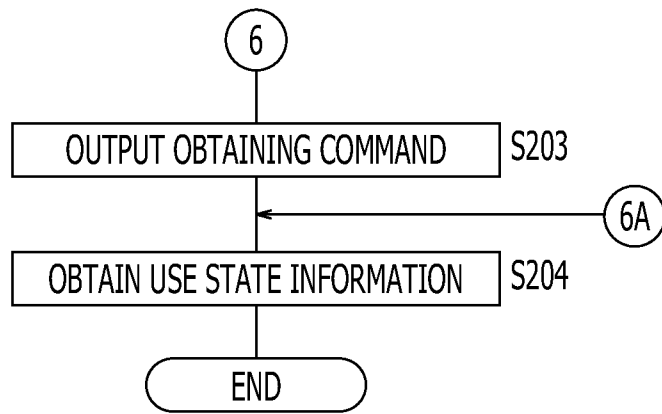 6
OUTPUT OBTAINING COMMAND S203
6A
OBTAIN USE STATE INFORMATION S204
END